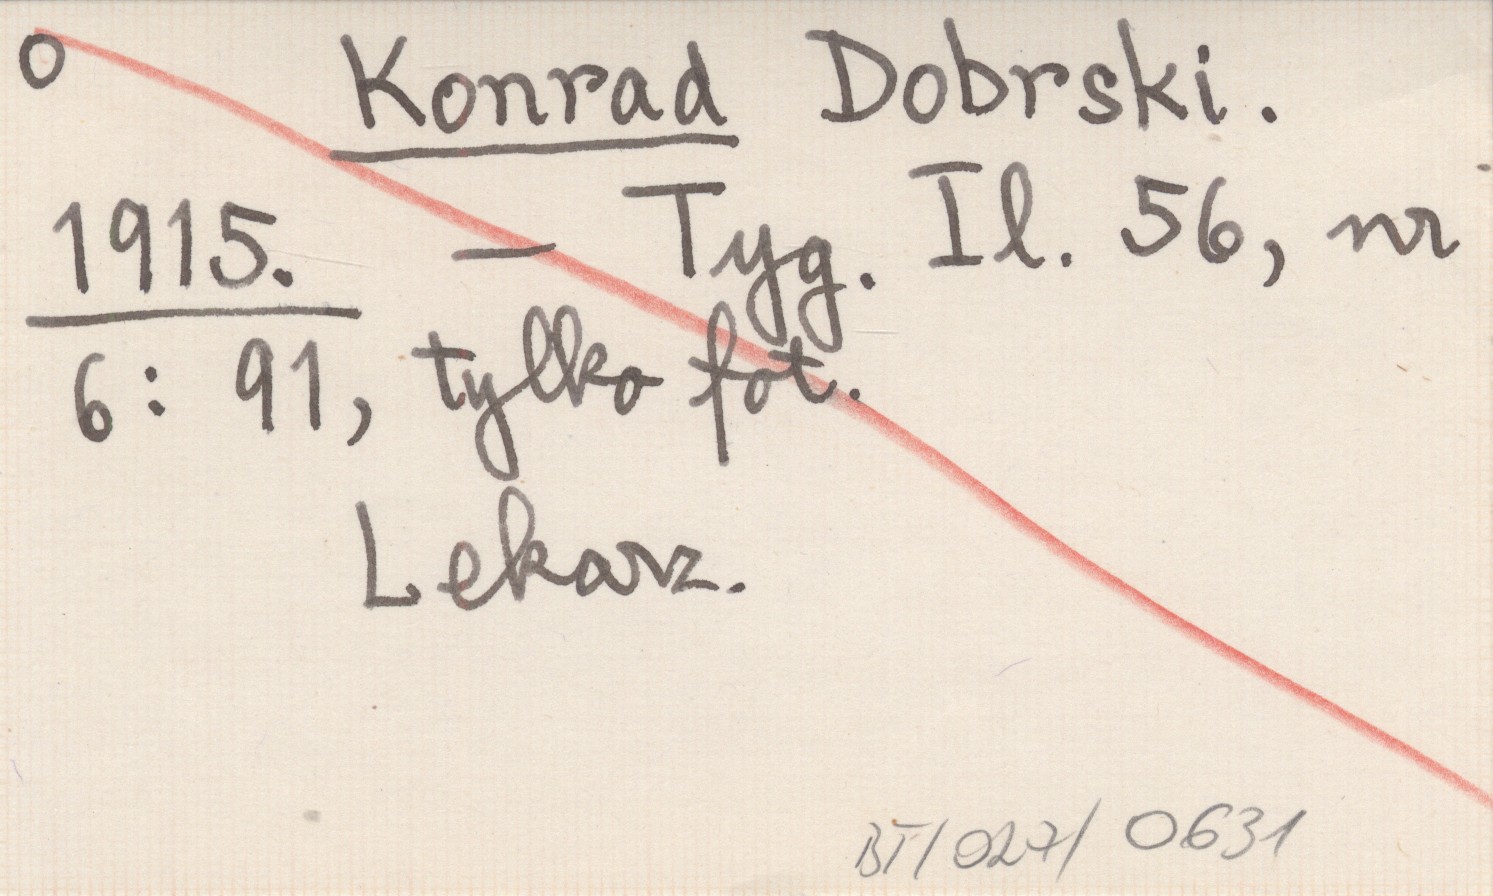 o Konrad Dobrski.
1915. — Tyg. Il. 56, nr
6: 91, tylko fot.
Lekarz.
BT/027/0631